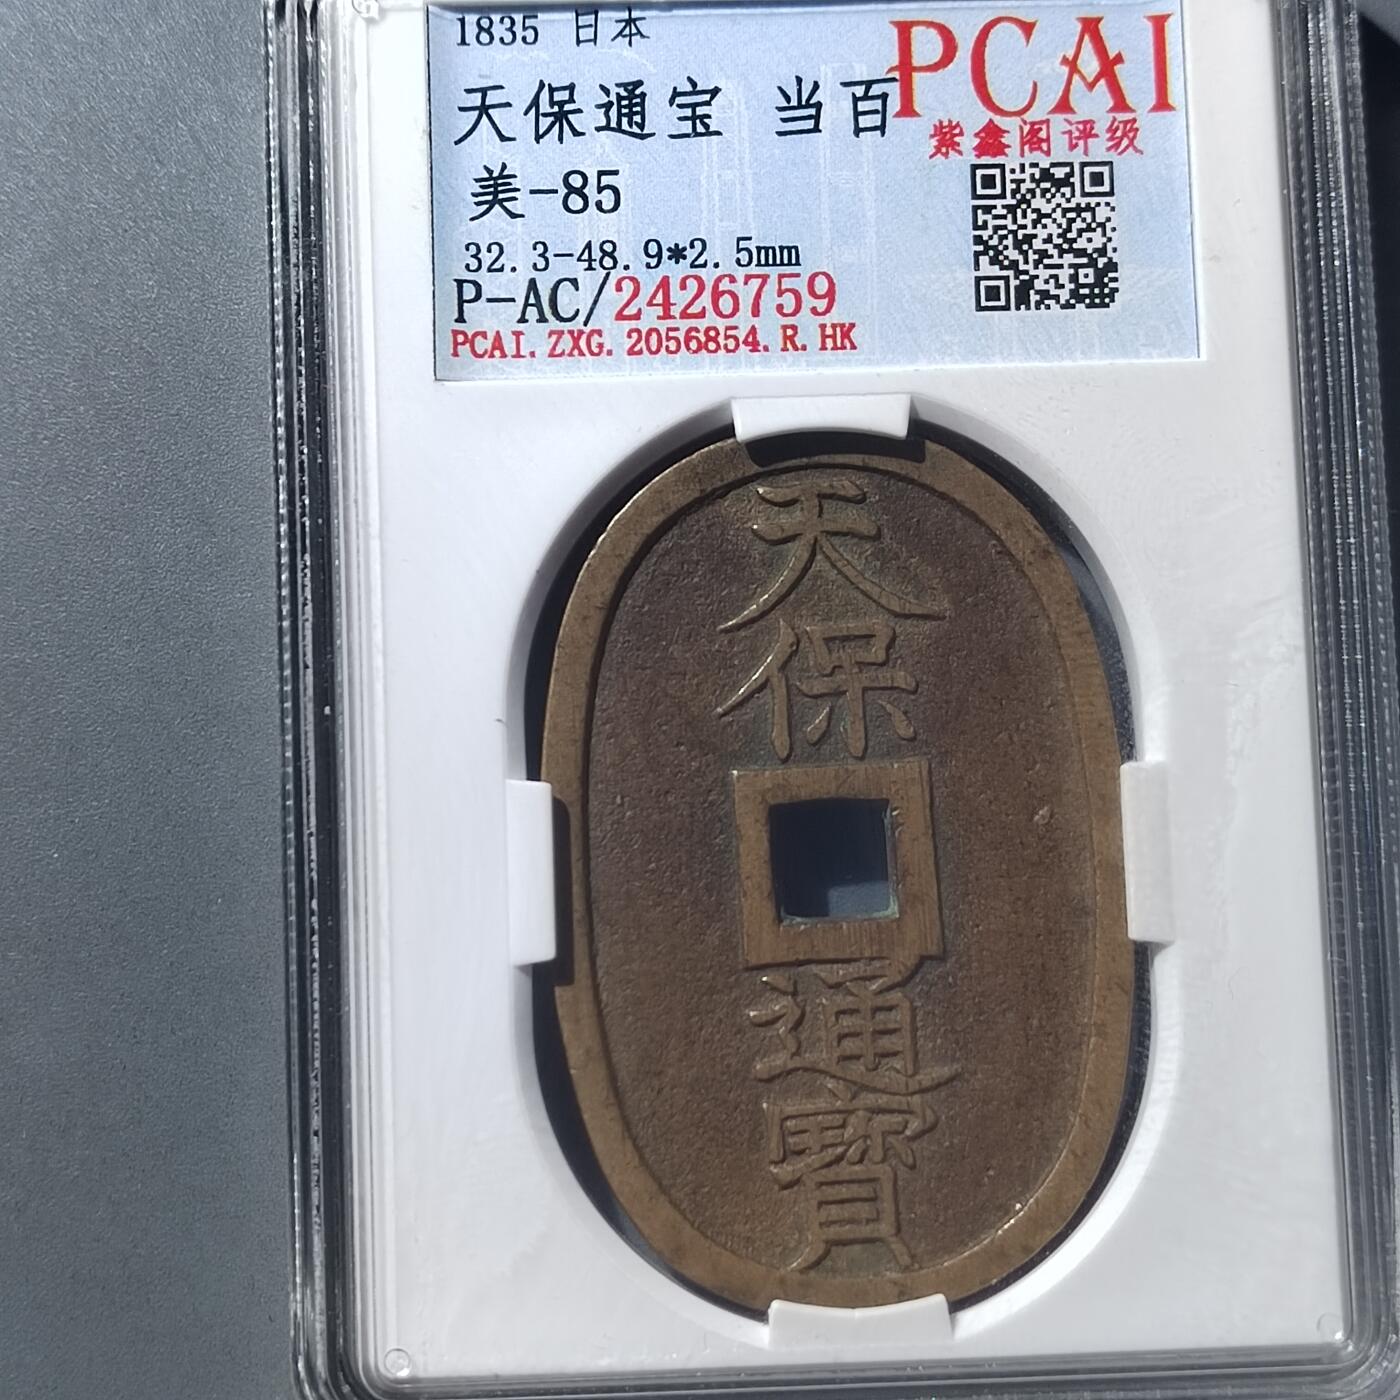 1835 日本
天保通宝 当百
美-85
32.3-48.9*2.5mm
P-AC/2426759
PCAI.ZXG.2056854.R.HK
PCAI
紫鑫阁评级
天
保
通
寳